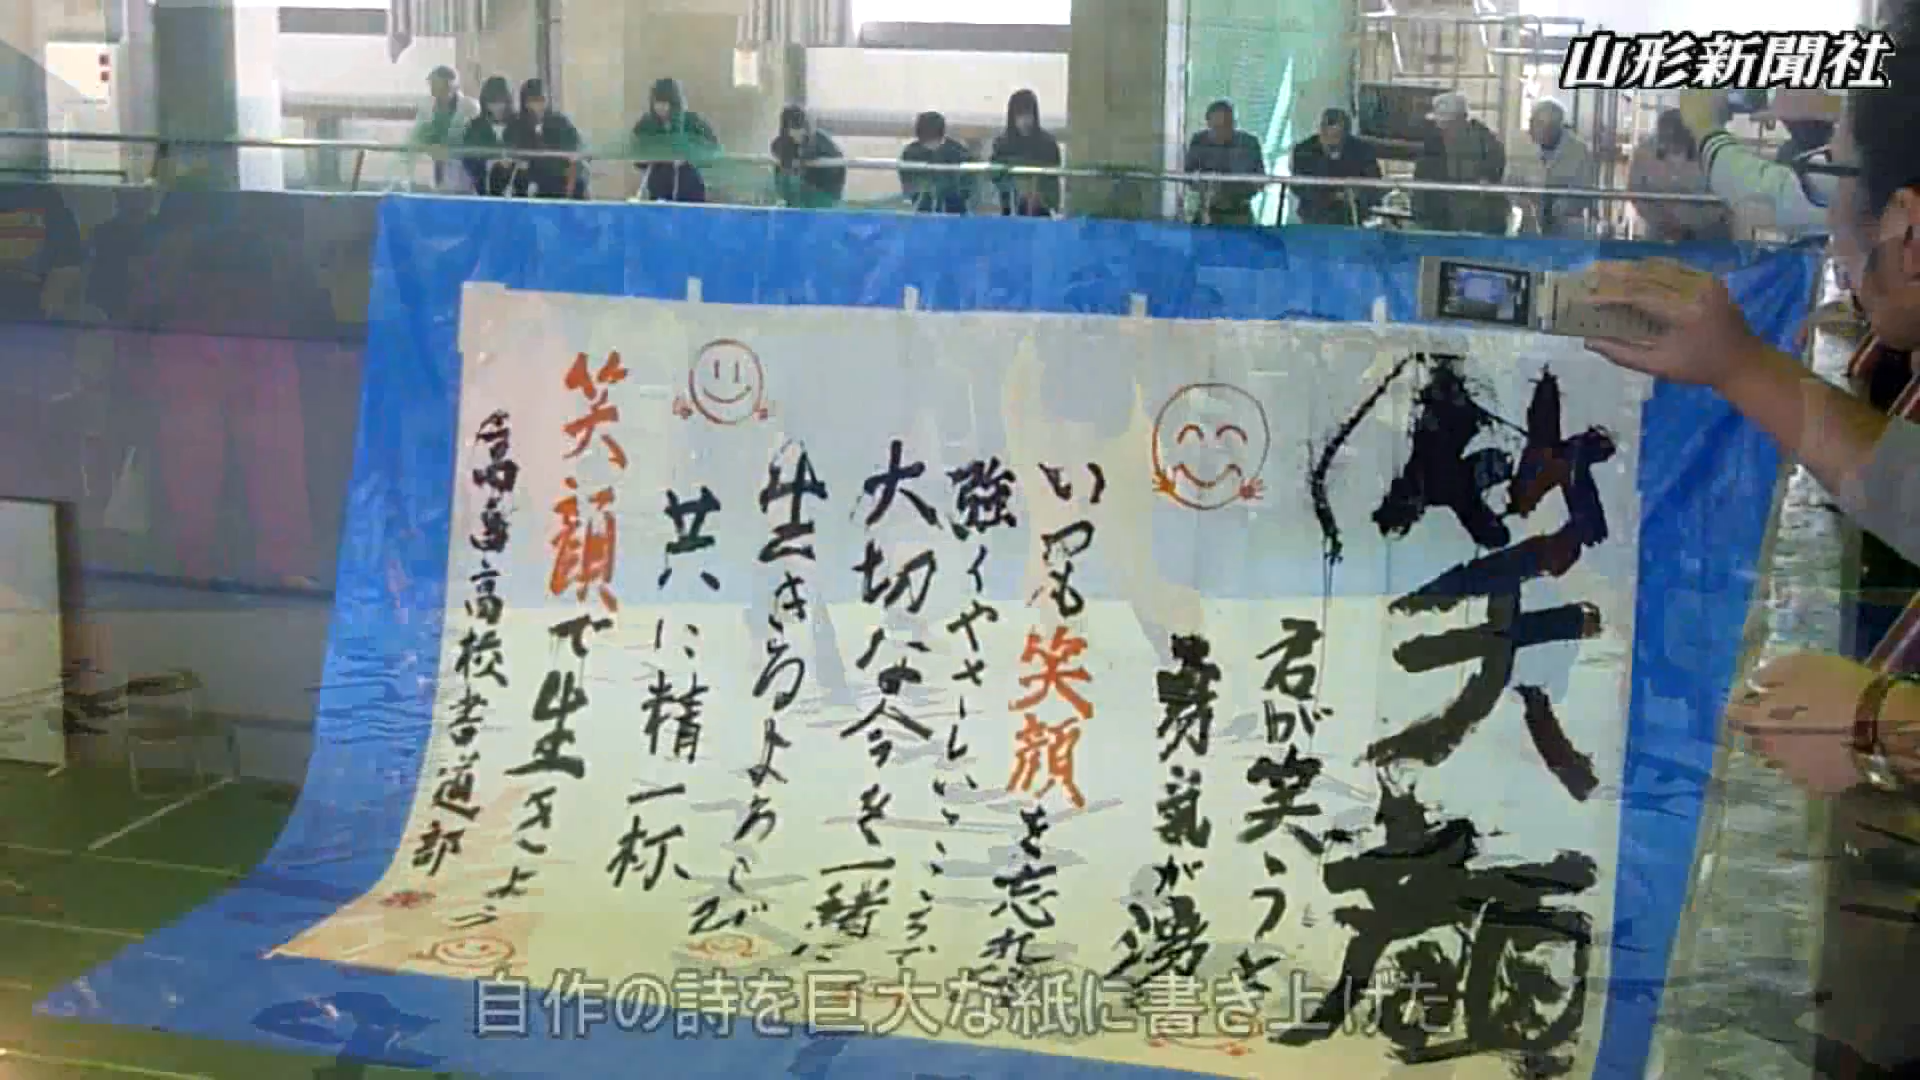 山形新聞社
笑顔
君が笑うと
勇氣が湧
いつも笑顔を忘れ
強くやさしいこころで
大切な今を一緒に
生きるよろこび
共に精一杯
笑顔で生きよう
高畠高校書道部
自作の詩を巨大な紙に書き上げた